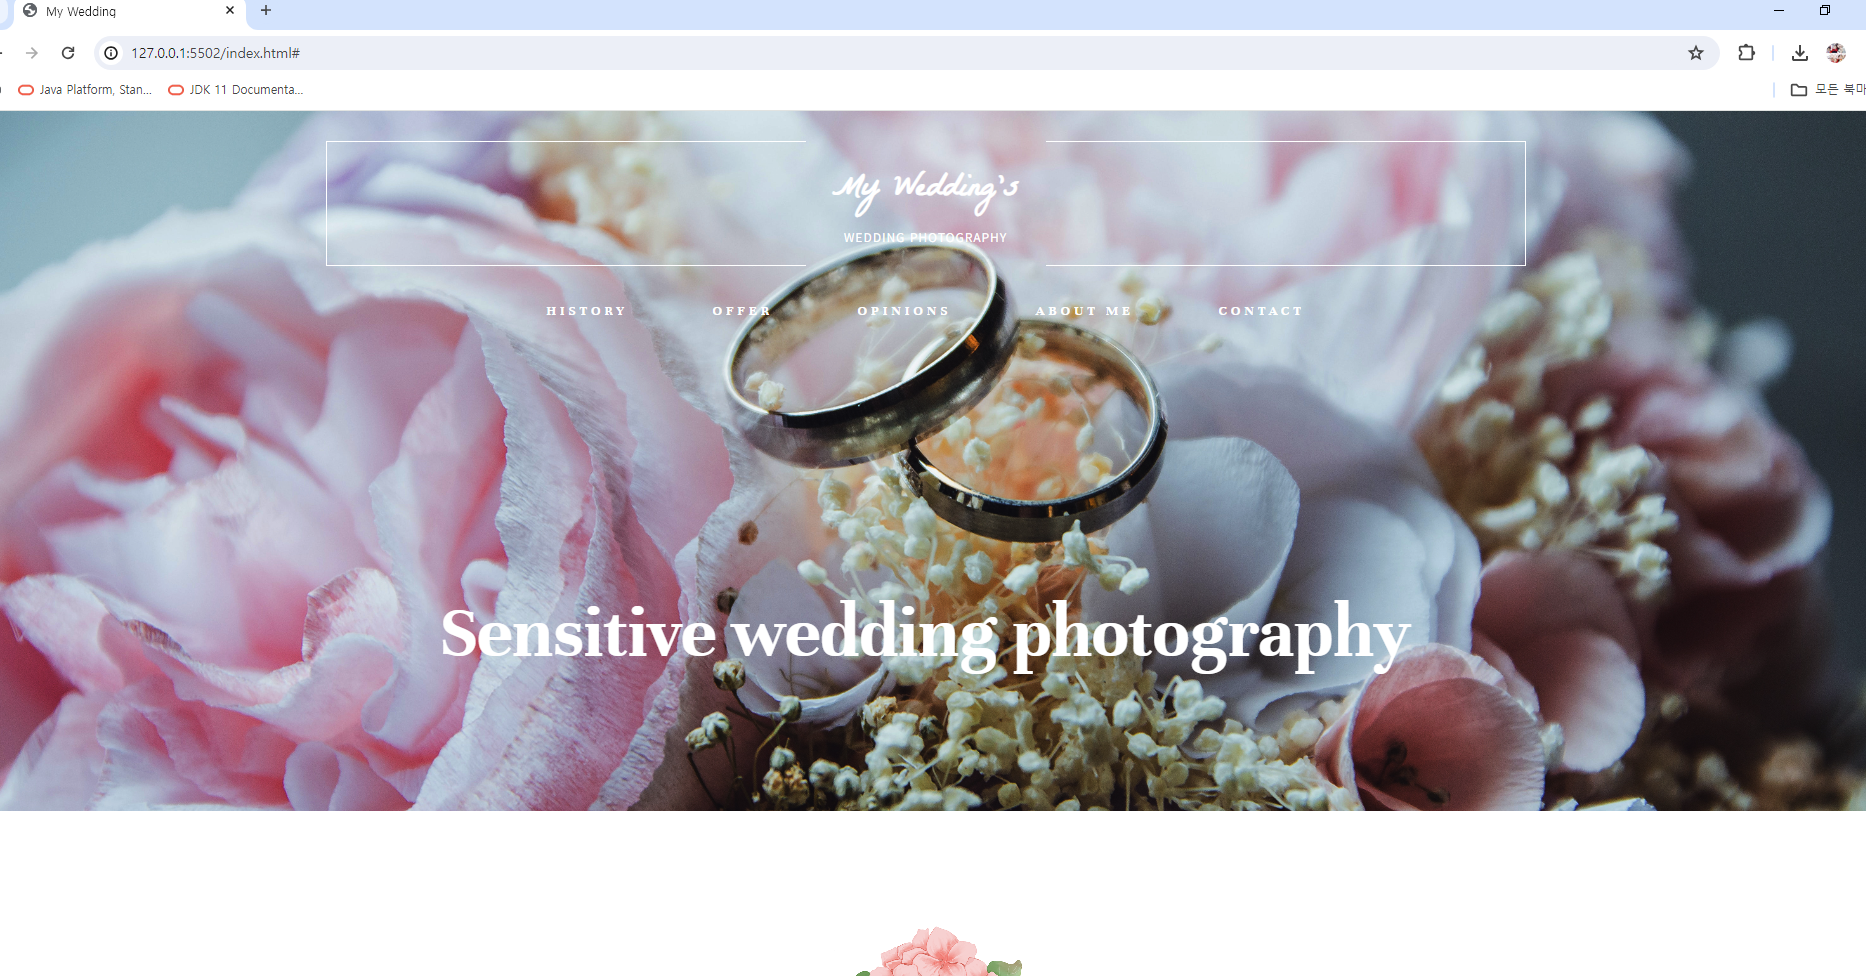 My Wedding
127.0.0.1:5502/index.html#
Java Platform, Stan...
JDK 11 Documenta...
모든 북마
My Wedding's
WEDDING PHOTOGRAPHY
HISTORY OFFER OPINIONS ABOUT ME CONTACT
Sensitive wedding photography